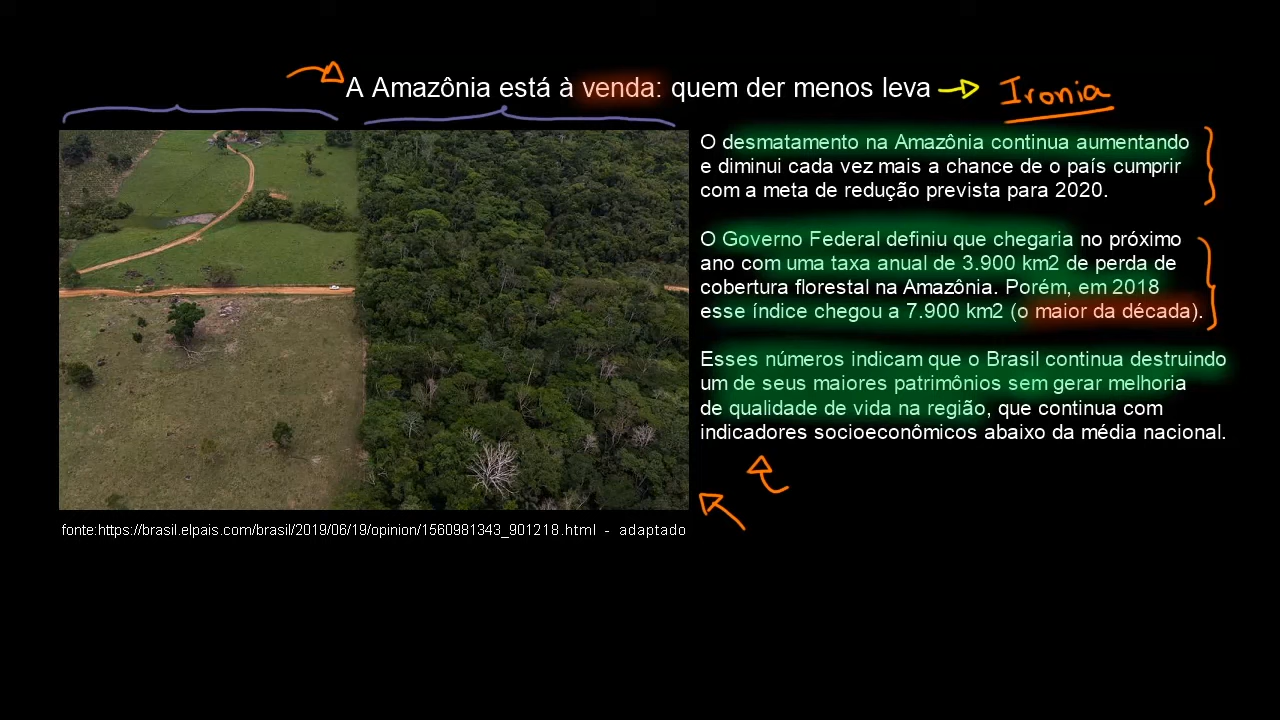 A Amazônia está à venda: quem der menos leva
Ironia
O desmatamento na Amazônia continua aumentando
e diminui cada vez mais a chance de o país cumprir
com a meta de redução prevista para 2020.
O Governo Federal definiu que chegaria no próximo
ano com uma taxa anual de 3.900 km2 de perda de
cobertura florestal na Amazônia. Porém, em 2018
esse índice chegou a 7.900 km2 (o maior da década).
Esses números indicam que o Brasil continua destruindo
um de seus maiores patrimônios sem gerar melhoria
de qualidade de vida na região, que continua com
indicadores socioeconômicos abaixo da média nacional.
fonte:https://brasil.elpais.com/brasil/2019/06/19/opinion/1560981343_901218.html - adaptado